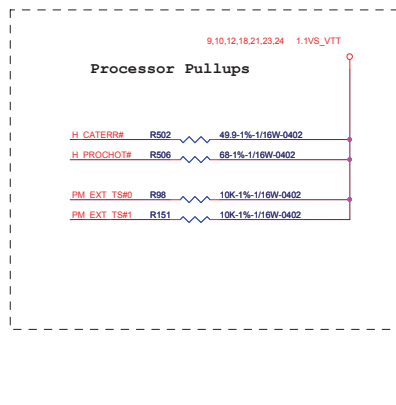 9,10,12,18,21,23,24 1.1VS_VTT
Processor Pullups
H_CATERR# R502 49.9-1%-1/16W-0402
H_PROCHOT# R506 68-1%-1/16W-0402
PM_EXT_TS#0 R98 10K-1%-1/16W-0402
PM_EXT_TS#1 R151 10K-1%-1/16W-0402